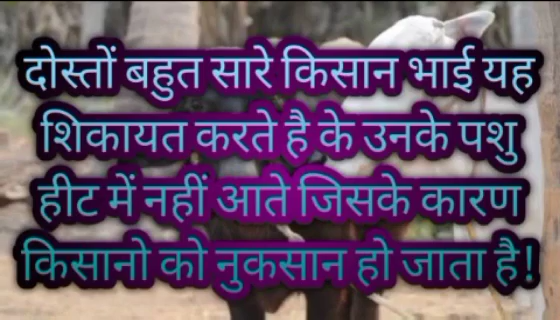 दोस्तों बहुत सारे किसान भाई यह
शिकायत करते है के उनके पशु
हीट में नहीं आते जिसके कारण
किसानो को नुकसान हो जाता है!